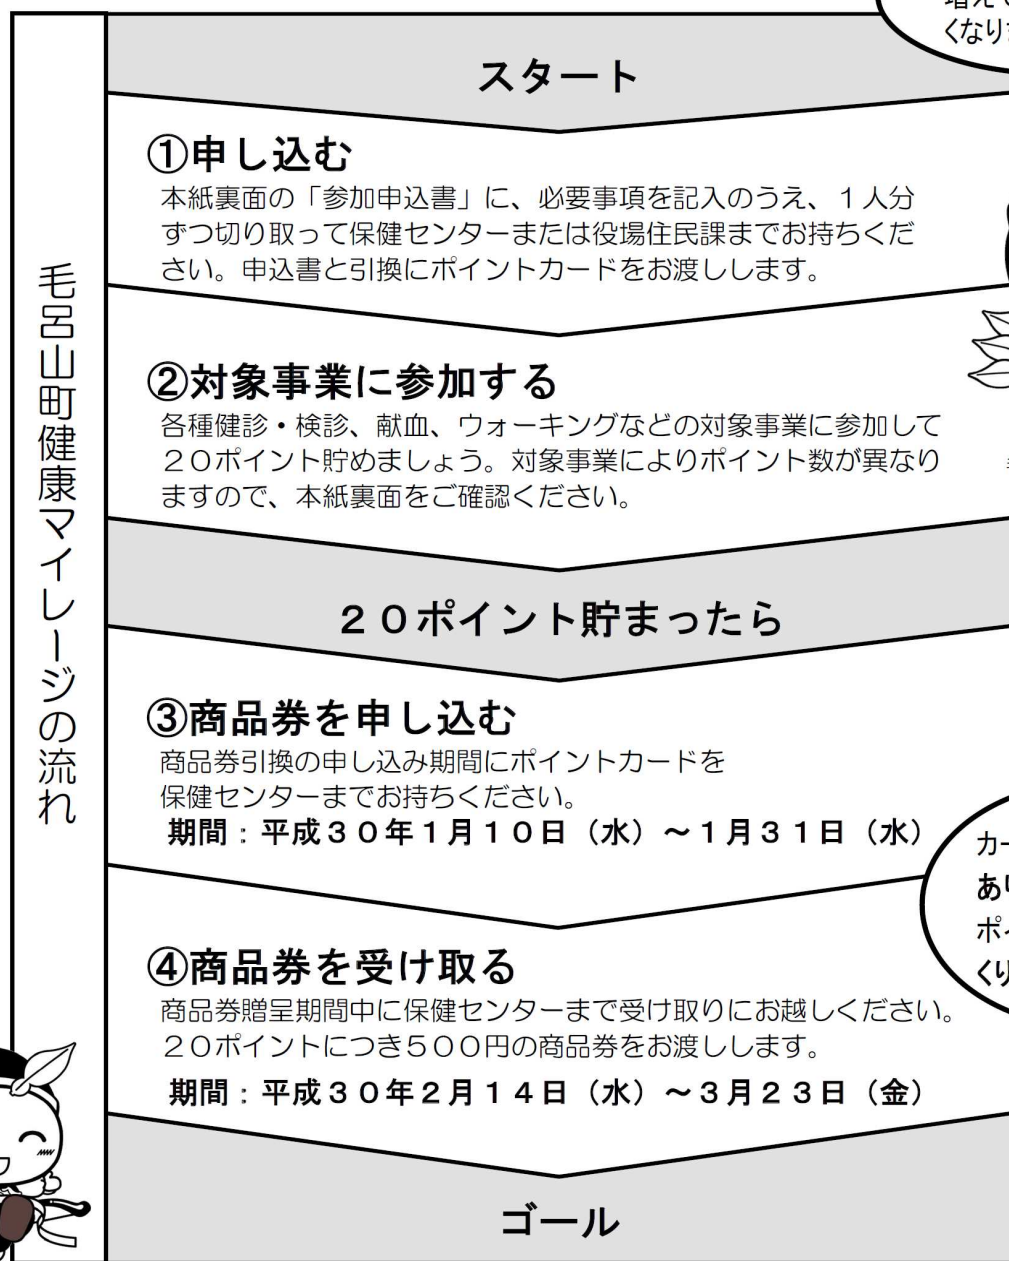 くなり
スタート
①申し込む
本紙裏面の「参加申込書」に、必要事項を記入のうえ、１人分
ずつ切り取って保健センターまたは役場住民課までお持ちくだ
さい。申込書と引換にポイントカードをお渡しします。
②対象事業に参加する
各種健診・検診、献血、ウォーキングなどの対象事業に参加して
２０ポイント貯めましょう。対象事業によりポイント数が異なり
ますので、本紙裏面をご確認ください。
２０ポイント貯まったら
③商品券を申し込む
商品券引換の申し込み期間にポイントカードを
保健センターまでお持ちください。
期間：平成３０年１月１０日（水）～１月３１日（水）
④商品券を受け取る
商品券贈呈期間中に保健センターまで受け取りにお越しください。
２０ポイントにつき５００円の商品券をお渡しします。
期間：平成３０年２月１４日（水）～３月２３日（金）
ゴール
毛呂山町健康マイレージの流れ
カー
あり
ポイ
くり